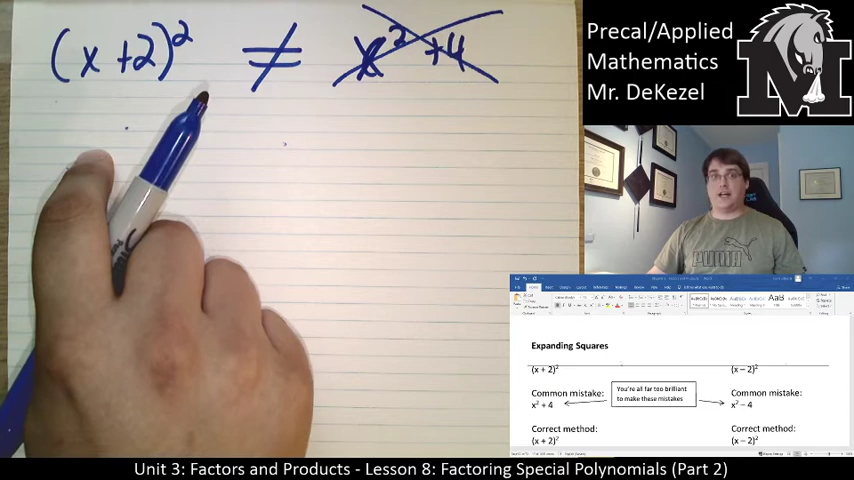 (x +2)² ≠ x² +4
Precal/Applied
Mathematics
Mr. DeKezel
PUMA
Expanding Squares
(x + 2)²
(x – 2)²
Common mistake:
x² + 4
You're all far too brilliant
to make these mistakes
Common mistake:
x² – 4
Correct method:
(x + 2)²
Correct method:
(x – 2)²
Unit 3: Factors and Products - Lesson 8: Factoring Special Polynomials (Part 2)